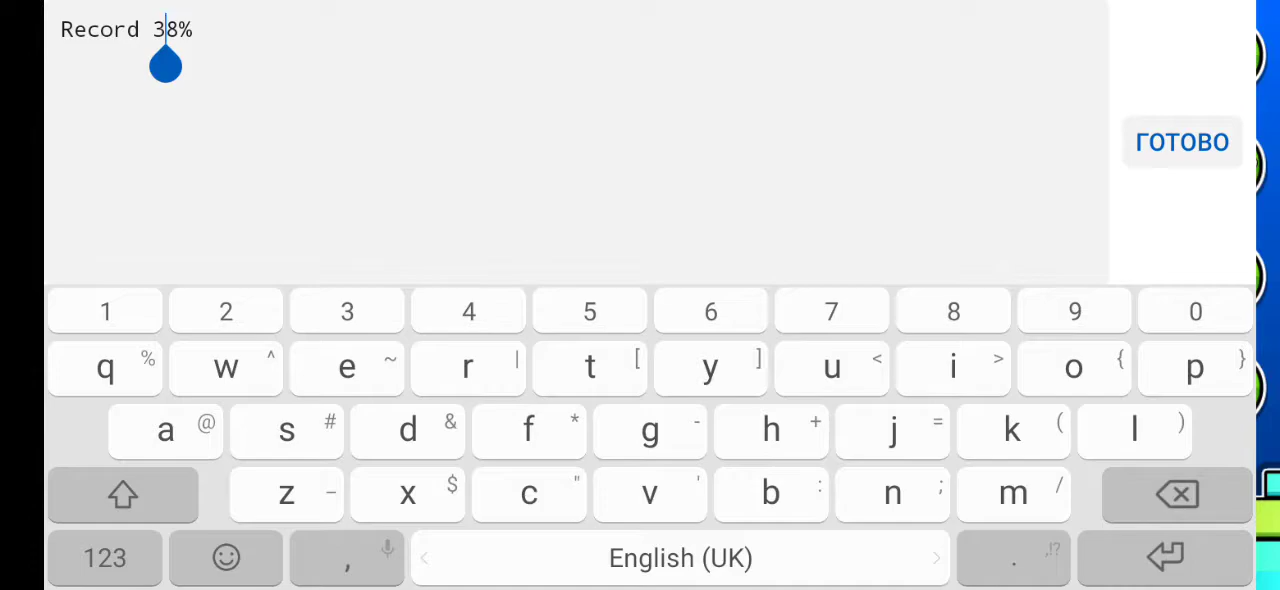 Record 38%
ГОТОВО
1 2 3 4 5 6 7 8 9 0
q % w ^ e ~ r | t [ y ] u < i > o { p }
a @ s # d & f * g - h + j = k ( l )
z _ x $ c " v ' b : n ; m /
123 , < English (UK) > . ,!?